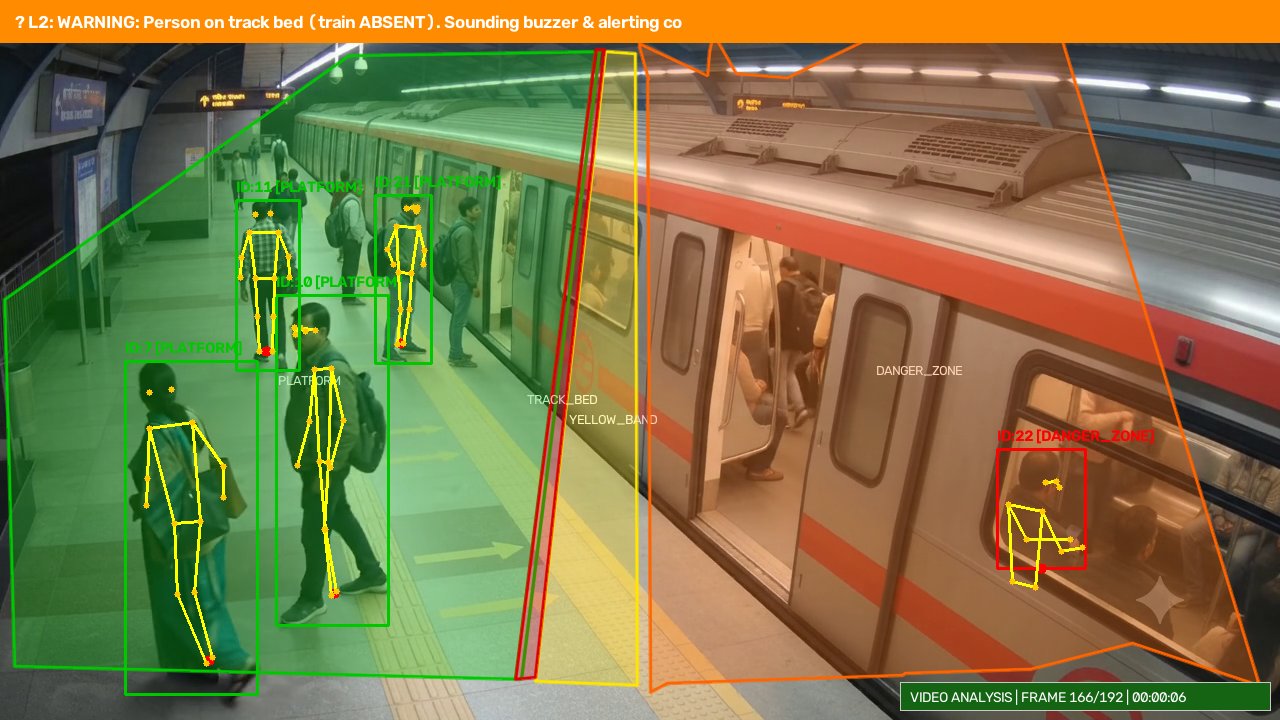 ? L2: WARNING: Person on track bed (train ABSENT). Sounding buzzer & alerting co
ID:11 [PLATFORM]
ID:21 [PLATFORM]
ID:10 [PLATFORM
ID:7 [PLATFORM]
PLATFORM
TRACK_BED
YELLOW_BAND
DANGER_ZONE
ID:22 [DANGER_ZONE]
VIDEO ANALYSIS | FRAME 166/192 | 00:00:06